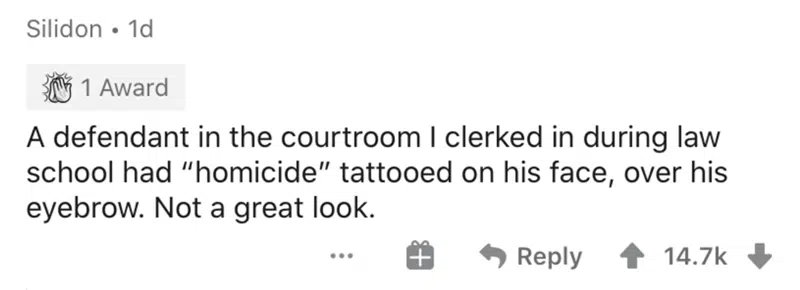 Silidon • 1d
1 Award
A defendant in the courtroom I clerked in during law
school had “homicide” tattooed on his face, over his
eyebrow. Not a great look.
... Reply 14.7k